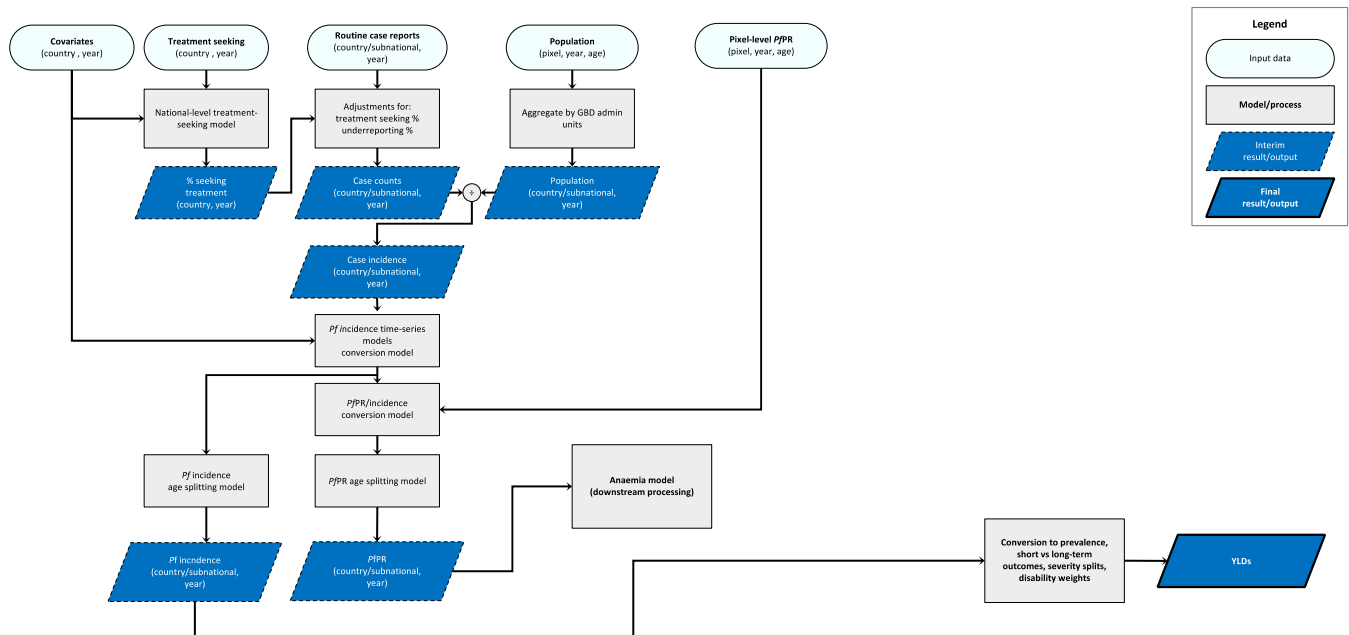 Covariates
(country , year)
Treatment seeking
(country , year)
Routine case reports
(country/subnational,
year)
Population
(pixel, year, age)
Pixel-level PfPR
(pixel, year, age)
Legend
Input data
Model/process
Interim
result/output
Final
result/output
National-level treatment-
seeking model
Adjustments for:
treatment seeking %
underreporting %
Aggregate by GBD admin
units
% seeking
treatment
(country, year)
Case counts
(country/subnational,
year)
÷
Population
(country/subnational,
year)
Case incidence
(country/subnational,
year)
Pf incidence time-series
models
conversion model
PfPR/incidence
conversion model
Pf incidence
age splitting model
PfPR age splitting model
Anaemia model
(downstream processing)
Pf incndence
(country/subnational,
year)
PfPR
(country/subnational,
year)
Conversion to prevalence,
short vs long-term
outcomes, severity splits,
disability weights
YLDs